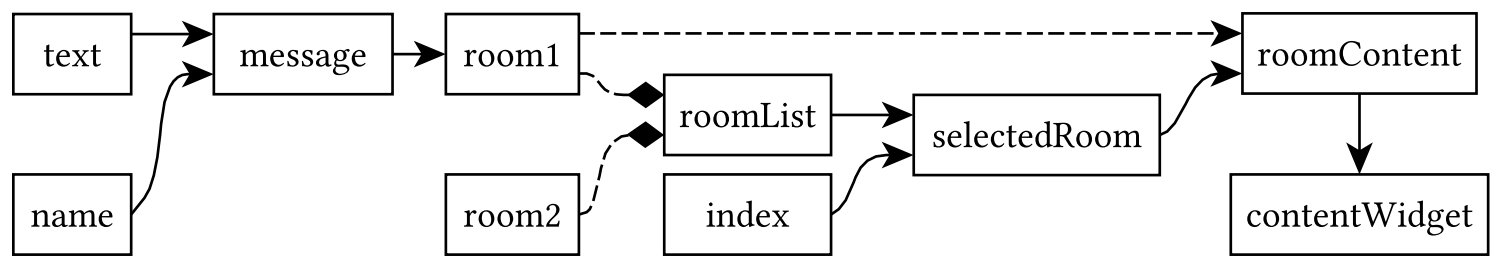 text
message
room1
roomContent
roomList
selectedRoom
name
room2
index
contentWidget